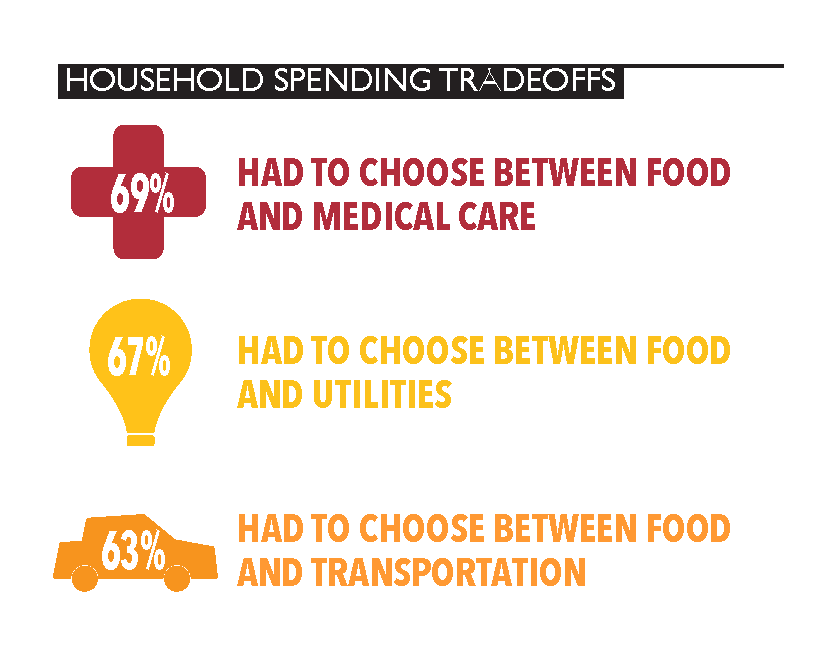 HOUSEHOLD SPENDING TRADEOFFS
69%
HAD TO CHOOSE BETWEEN FOOD
AND MEDICAL CARE
67%
HAD TO CHOOSE BETWEEN FOOD
AND UTILITIES
63%
HAD TO CHOOSE BETWEEN FOOD
AND TRANSPORTATION